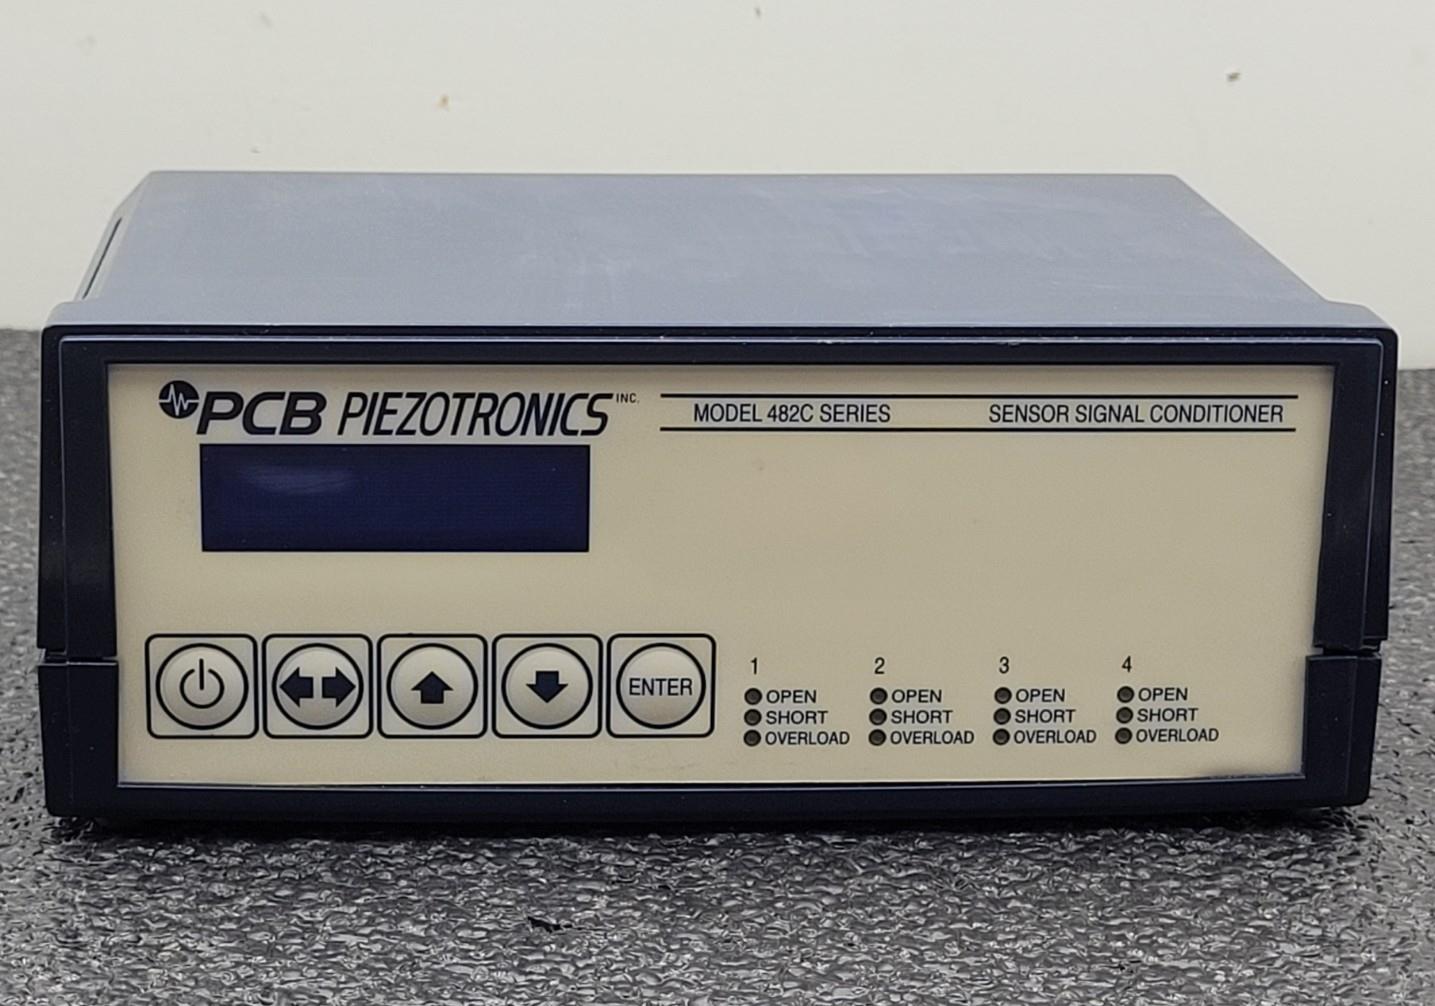 PCB PIEZOTRONICS INC.
MODEL 482C SERIES SENSOR SIGNAL CONDITIONER
ENTER
1 2 3 4
OPEN OPEN OPEN OPEN
SHORT SHORT SHORT SHORT
OVERLOAD OVERLOAD OVERLOAD OVERLOAD